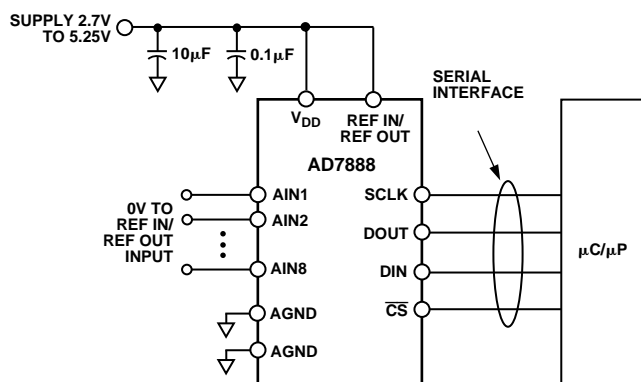 SUPPLY 2.7V
TO 5.25V
10μF
0.1μF
SERIAL
INTERFACE
VDD
REF IN/
REF OUT
AD7888
AIN1
SCLK
0V TO
REF IN/
REF OUT
INPUT
AIN2
DOUT
AIN8
DIN
μC/μP
AGND
CS
AGND